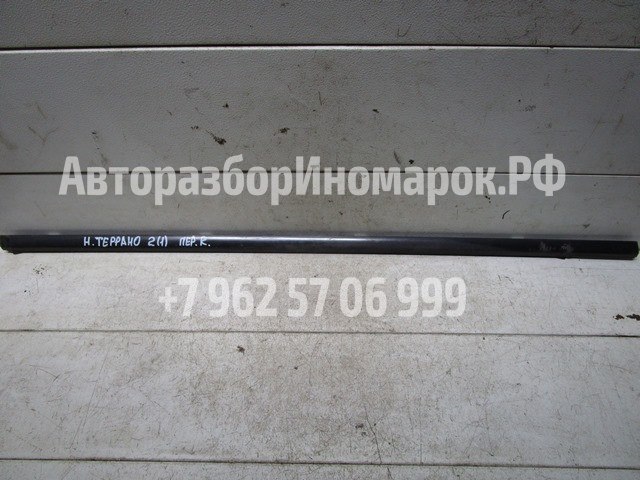 АвторазборИномарок.РФ
Н. ТЕРРАНО 2(1) ПЕР. R.
+7 962 57 06 999